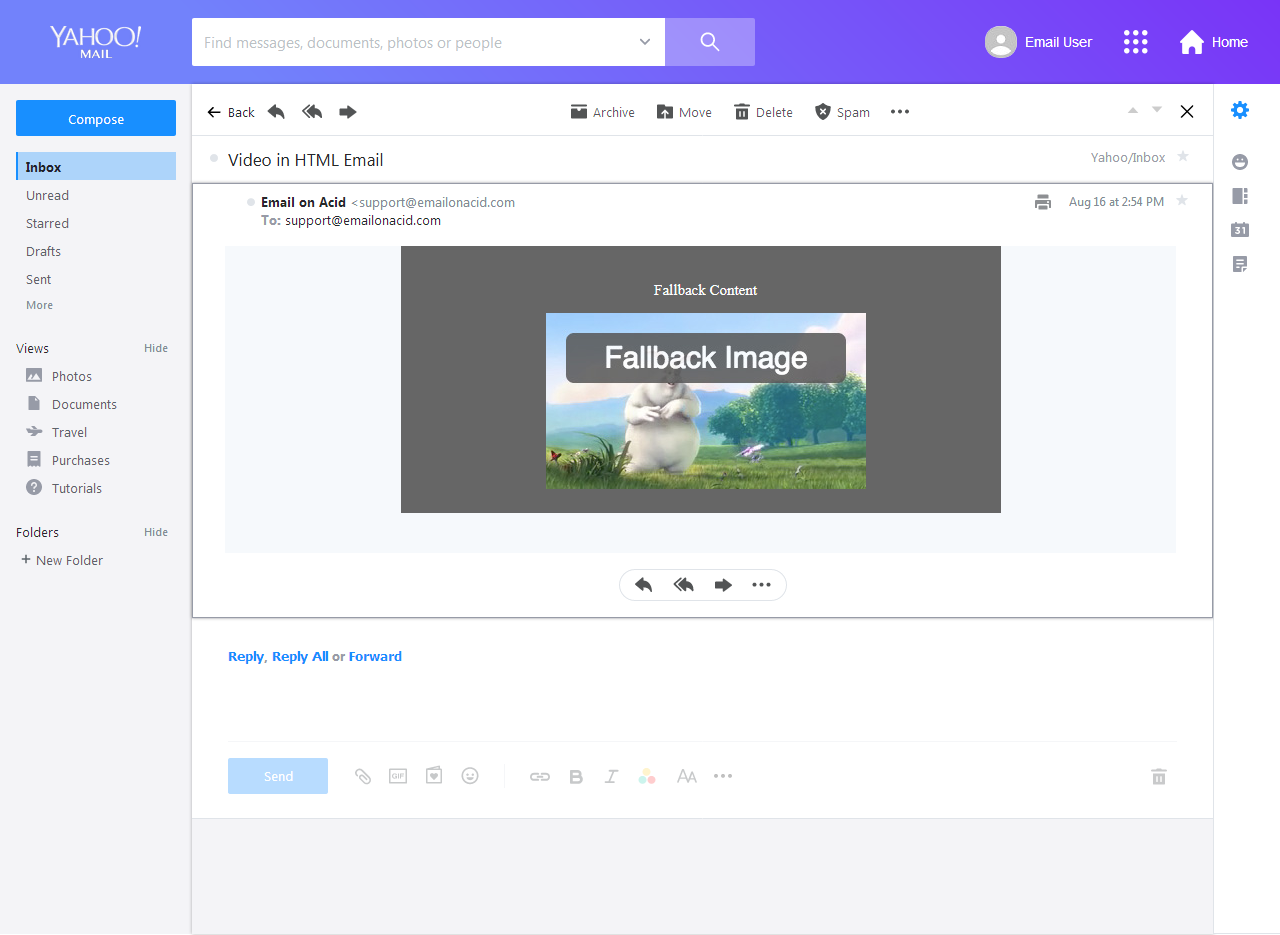 YAHOO!
MAIL
Find messages, documents, photos or people
Email User
Home
Compose
Inbox
Unread
Starred
Drafts
Sent
More
Views Hide
Photos
Documents
Travel
Purchases
Tutorials
Folders Hide
+ New Folder
Back Archive Move Delete Spam
Video in HTML Email Yahoo/Inbox
Email on Acid <support@emailonacid.com Aug 16 at 2:54 PM
To: support@emailonacid.com
Fallback Content
Fallback Image
Reply, Reply All or Forward
Send GIF B I AA
31